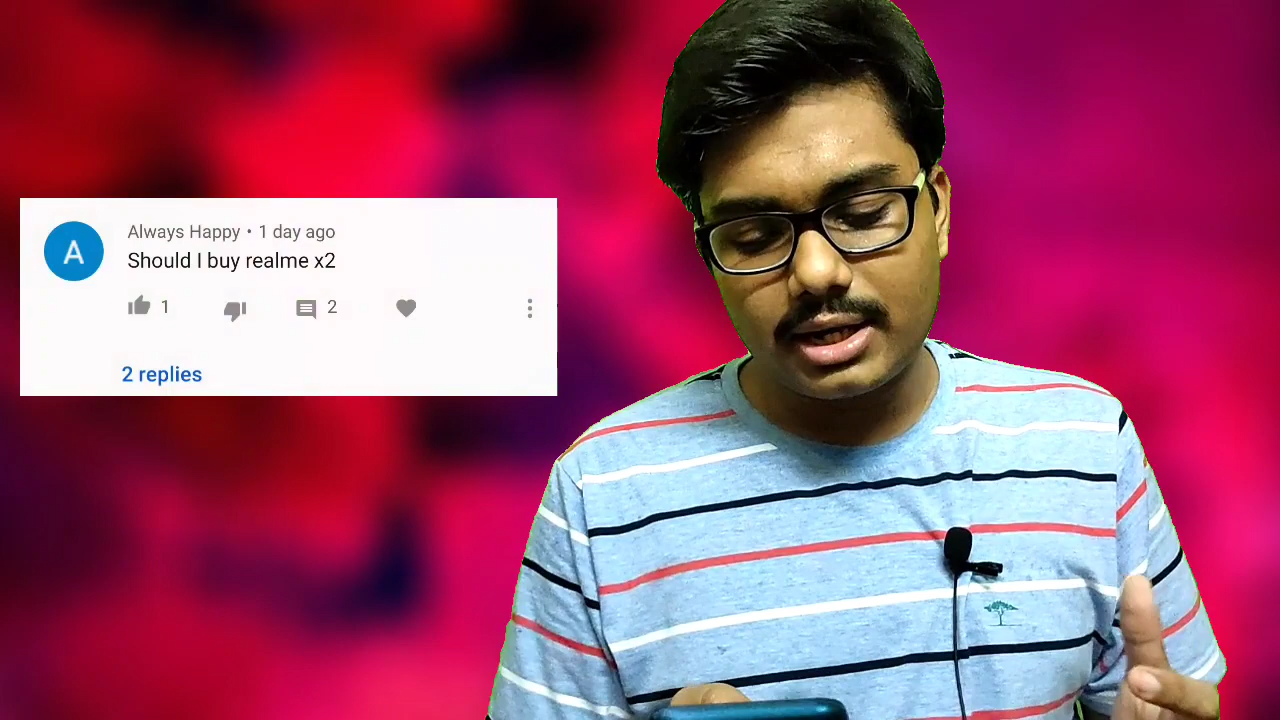 A
Always Happy • 1 day ago
Should I buy realme x2
1
2
2 replies